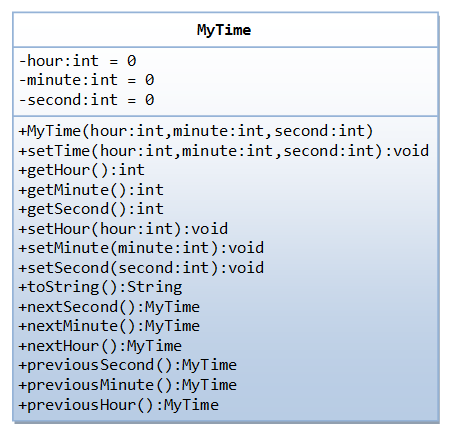 MyTime
-hour:int = 0
-minute:int = 0
-second:int = 0
+MyTime(hour:int,minute:int,second:int)
+setTime(hour:int,minute:int,second:int):void
+getHour():int
+getMinute():int
+getSecond():int
+setHour(hour:int):void
+setMinute(minute:int):void
+setSecond(second:int):void
+toString():String
+nextSecond():MyTime
+nextMinute():MyTime
+nextHour():MyTime
+previousSecond():MyTime
+previousMinute():MyTime
+previousHour():MyTime